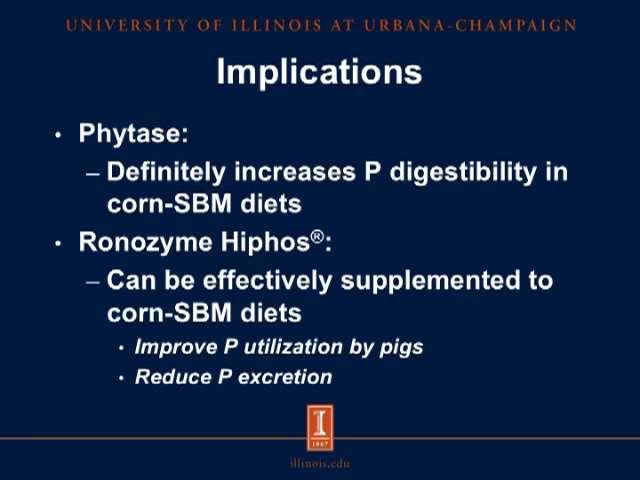 UNIVERSITY OF ILLINOIS AT URBANA-CHAMPAIGN
Implications
• Phytase:
– Definitely increases P digestibility in
corn-SBM diets
• Ronozyme Hiphos®:
– Can be effectively supplemented to
corn-SBM diets
• Improve P utilization by pigs
• Reduce P excretion
I
1867
illinois.edu